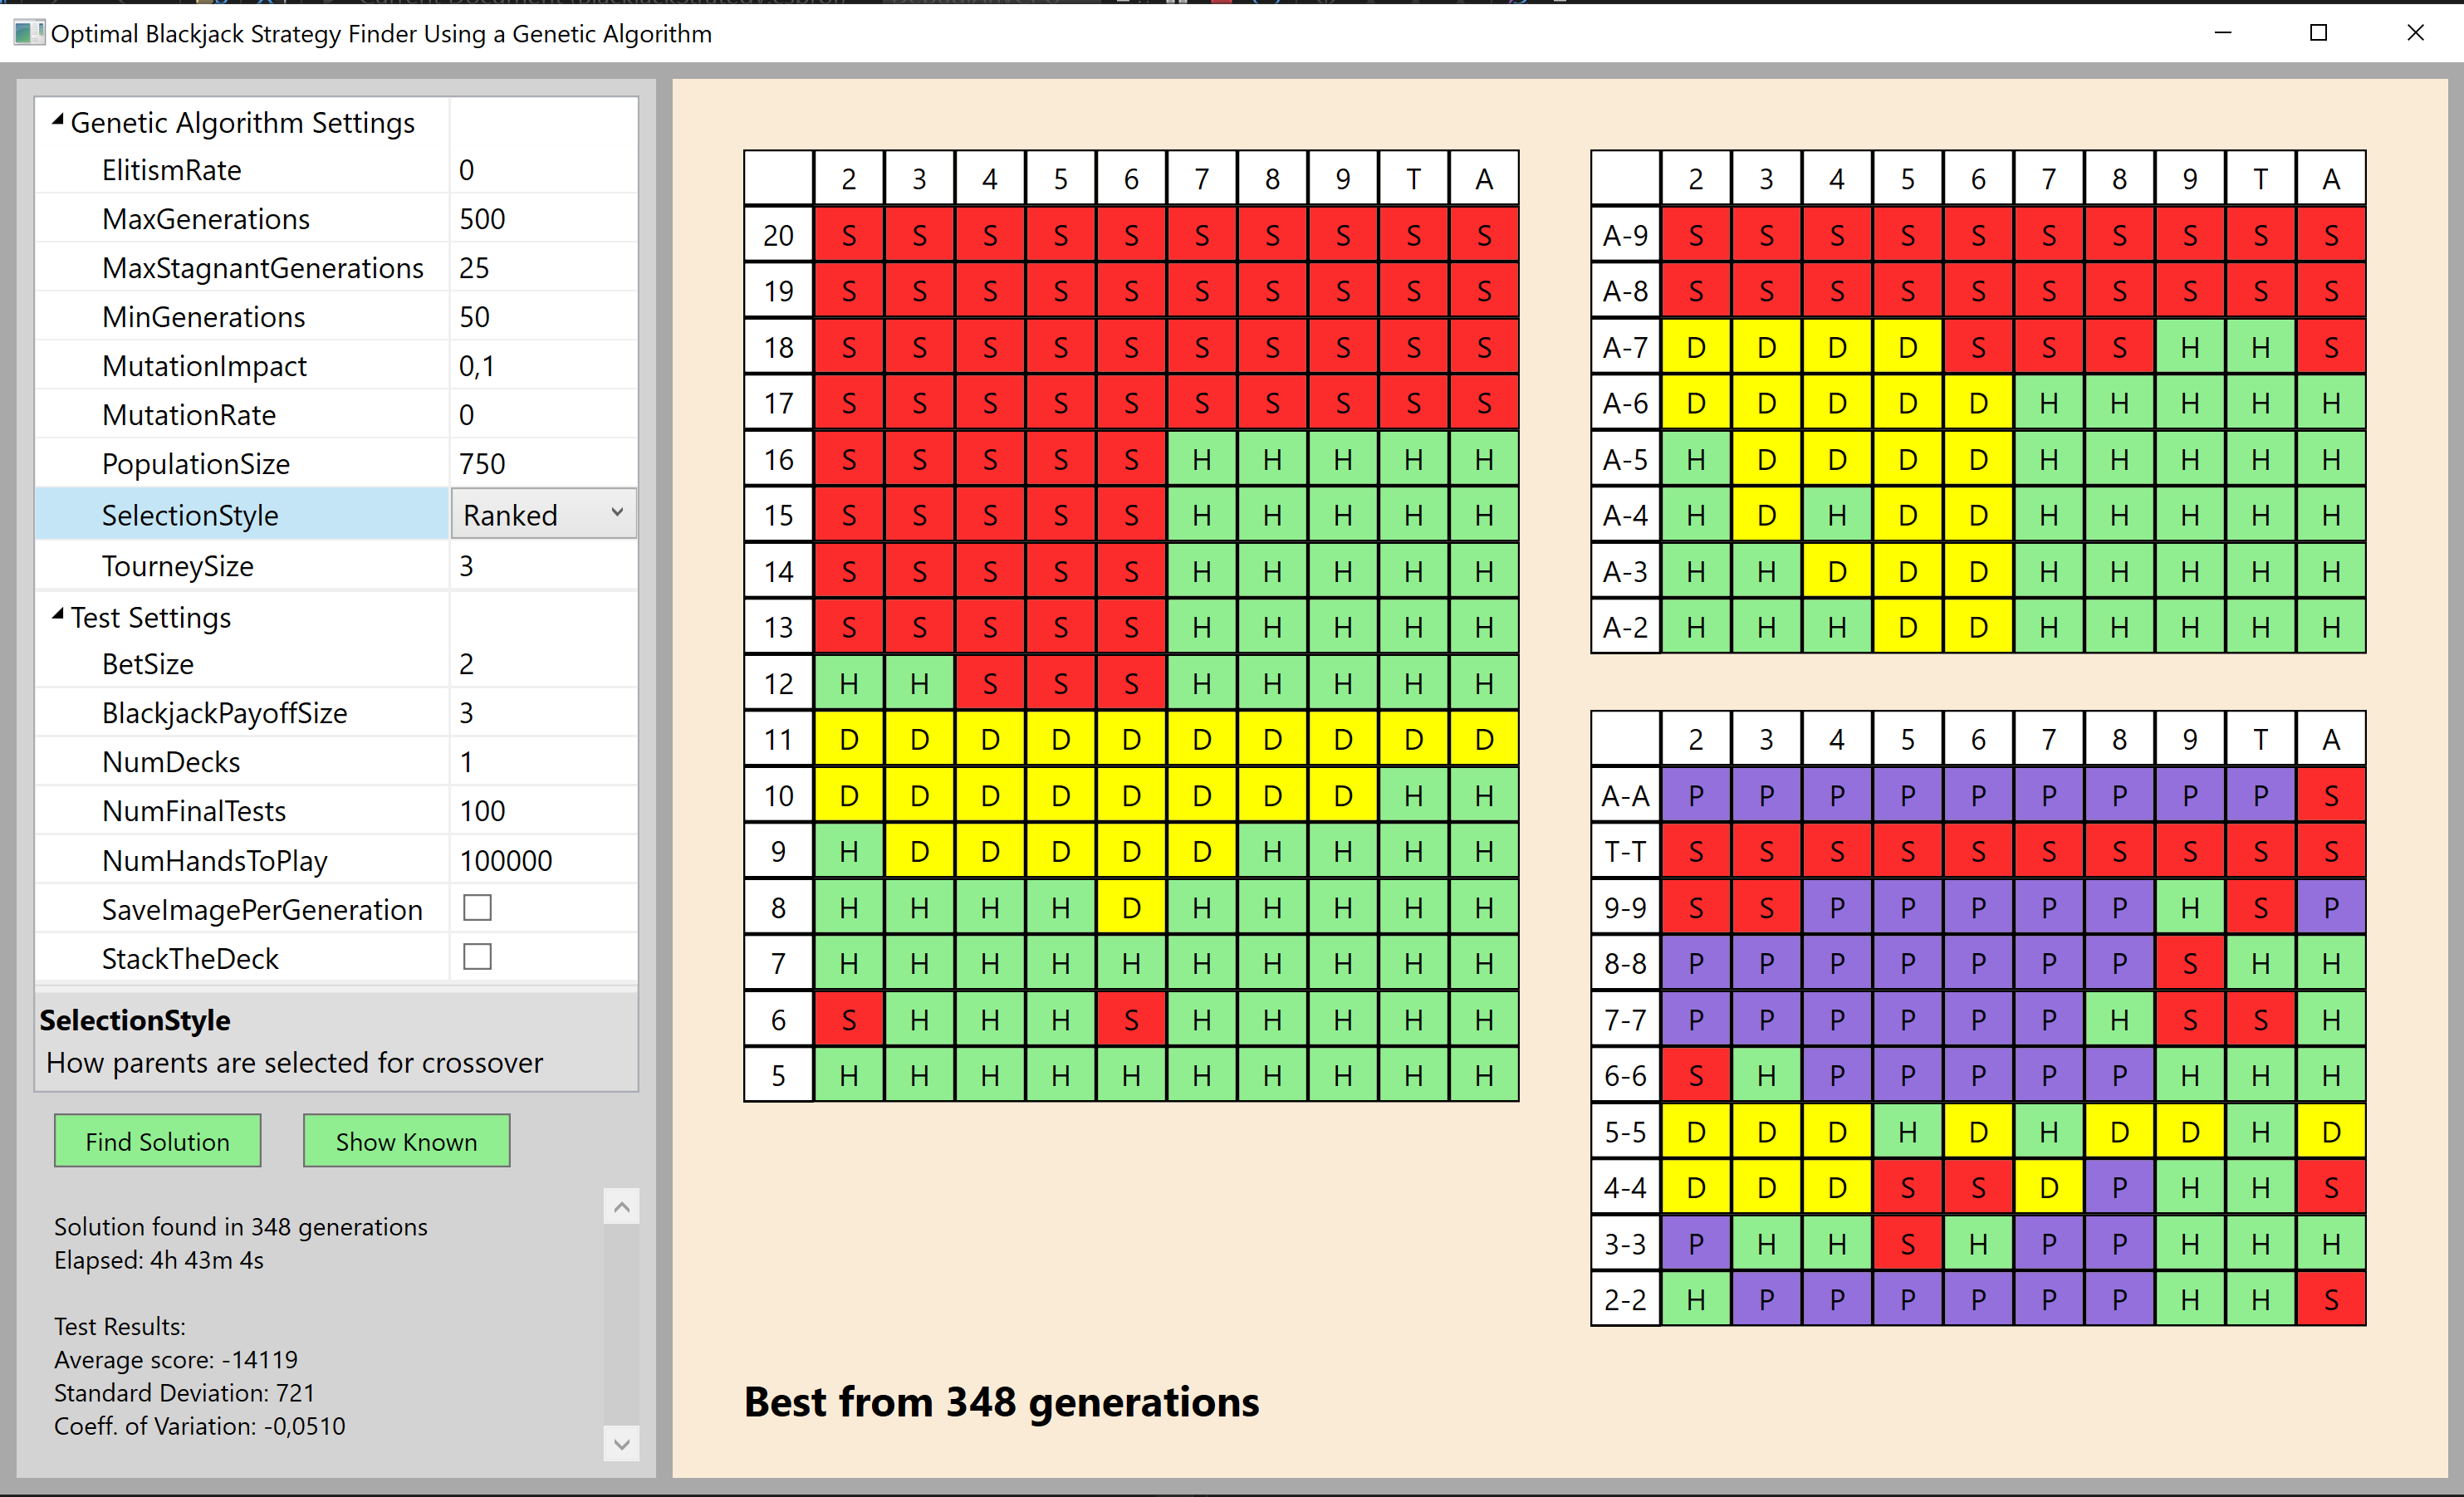 Optimal Blackjack Strategy Finder Using a Genetic Algorithm
Genetic Algorithm Settings
ElitismRate 0
MaxGenerations 500
MaxStagnantGenerations 25
MinGenerations 50
MutationImpact 0,1
MutationRate 0
PopulationSize 750
SelectionStyle Ranked
TourneySize 3
Test Settings
BetSize 2
BlackjackPayoffSize 3
NumDecks 1
NumFinalTests 100
NumHandsToPlay 100000
SaveImagePerGeneration
StackTheDeck
SelectionStyle
How parents are selected for crossover
Find Solution Show Known
Solution found in 348 generations
Elapsed: 4h 43m 4s
Test Results:
Average score: -14119
Standard Deviation: 721
Coeff. of Variation: -0,0510
2 3 4 5 6 7 8 9 T A
20 S S S S S S S S S S
19 S S S S S S S S S S
18 S S S S S S S S S S
17 S S S S S S S S S S
16 S S S S S H H H H H
15 S S S S S H H H H H
14 S S S S S H H H H H
13 S S S S S H H H H H
12 H H S S S H H H H H
11 D D D D D D D D D D
10 D D D D D D D D H H
9 H D D D D D H H H H
8 H H H H D H H H H H
7 H H H H H H H H H H
6 S H H H S H H H H H
5 H H H H H H H H H H
2 3 4 5 6 7 8 9 T A
A-9 S S S S S S S S S S
A-8 S S S S S S S S S S
A-7 D D D D S S S H H S
A-6 D D D D D H H H H H
A-5 H D D D D H H H H H
A-4 H D H D D H H H H H
A-3 H H D D D H H H H H
A-2 H H H D D H H H H H
2 3 4 5 6 7 8 9 T A
A-A P P P P P P P P P S
T-T S S S S S S S S S S
9-9 S S P P P P P H S P
8-8 P P P P P P P S H H
7-7 P P P P P P H S S H
6-6 S H P P P P P H H H
5-5 D D D H D H D D H D
4-4 D D D S S D P H H S
3-3 P H H S H P P H H H
2-2 H P P P P P P H H S
Best from 348 generations